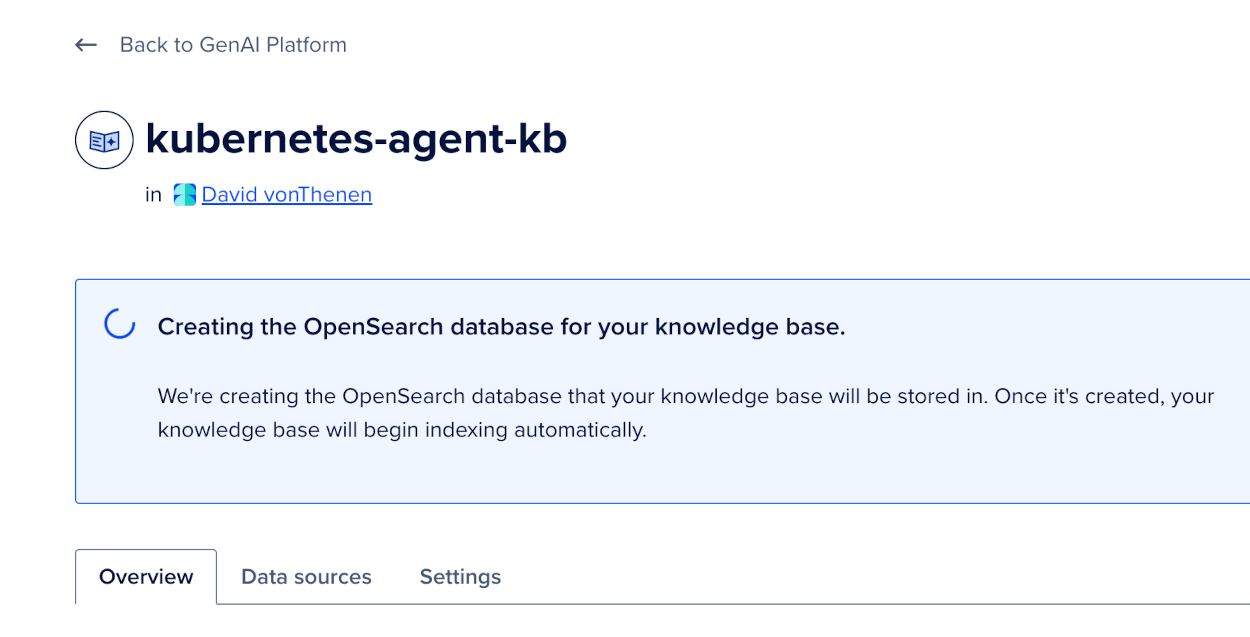 Back to GenAI Platform
kubernetes-agent-kb
in David vonThenen
Creating the OpenSearch database for your knowledge base.
We're creating the OpenSearch database that your knowledge base will be stored in. Once it's created, your
knowledge base will begin indexing automatically.
Overview Data sources Settings